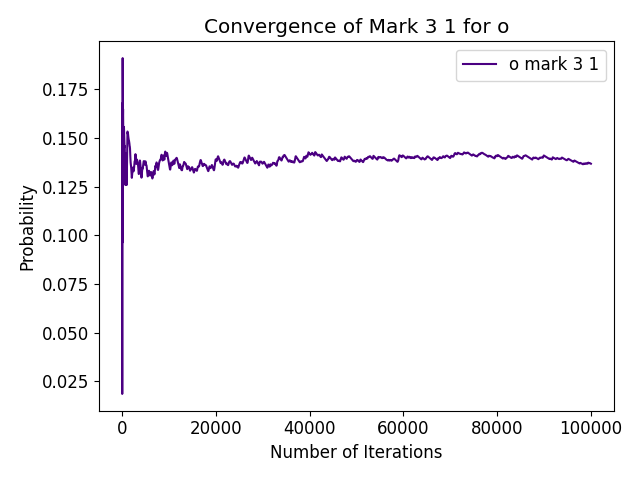 Convergence of Mark 3 1 for o
o mark 3 1
Probability
0.175
0.150
0.125
0.100
0.075
0.050
0.025
0 20000 40000 60000 80000 100000
Number of Iterations